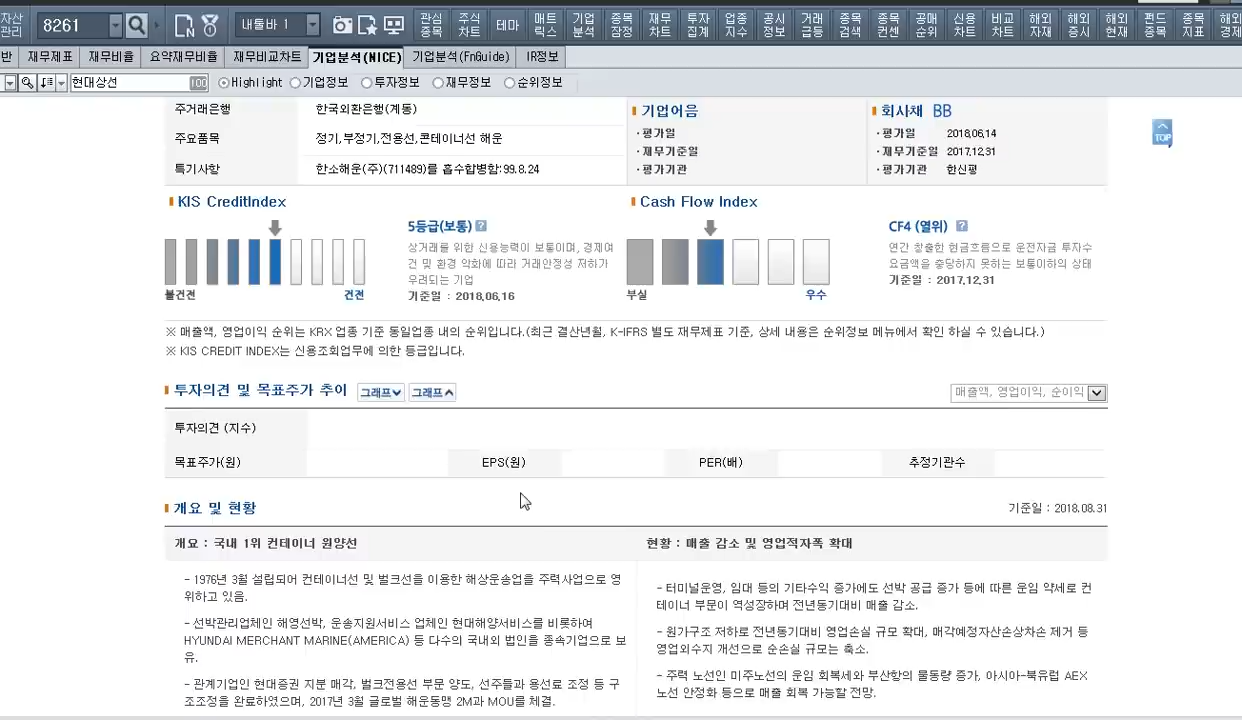 자산 관리 8261 내툴바 1 관심 종목 주식 차트 테마 매트 릭스 기업 분석 종목 잠정 재무 차트 투자 집계 업종 지수 공시 정보 거래 급등 종목 검색 종목 컨센 공매 순위 신용 차트 비교 차트 해외 자재 해외 증시 해외 현재 펀드 종목 종목 지표 해외 경제
반 재무제표 재무비율 요약재무비율 재무비교차트 기업분석(NICE) 기업분석(FnGuide) IR정보
현대상선 100 Highlight 기업정보 투자정보 재무정보 순위정보
주거래은행 한국외환은행(계동)
주요품목 정기,부정기,전용선,콘테이너선 해운
특기사항 한소해운(주)(711489)를 흡수합병함:99.8.24
기업어음
·평가일
·재무기준일
·평가기관
회사채 BB
·평가일 2018.06.14
·재무기준일 2017.12.31
·평가기관 한신평
TOP
KIS CreditIndex
불건전 건전
5등급(보통) ?
상거래를 위한 신용능력이 보통이며, 경제여
건 및 환경 악화에 따라 거래안정성 저하가
우려되는 기업
기준일 : 2018.06.16
Cash Flow Index
부실 우수
CF4 (열위) ?
연간 창출한 현금흐름으로 운전자금 투자수
요금액을 충당하지 못하는 보통이하의 상태
기준일 : 2017.12.31
※ 매출액, 영업이익 순위는 KRX 업종 기준 동일업종 내의 순위입니다.(최근 결산년월, K-IFRS 별도 재무제표 기준, 상세 내용은 순위정보 메뉴에서 확인 하실 수 있습니다.)
※ KIS CREDIT INDEX는 신용조회업무에 의한 등급입니다.
투자의견 및 목표주가 추이 그래프 그래프 매출액, 영업이익, 순이익
투자의견 (지수)
목표주가(원) EPS(원) PER(배) 추정기관수
개요 및 현황 기준일 : 2018.08.31
개요 : 국내 1위 컨테이너 원양선
- 1976년 3월 설립되어 컨테이너선 및 벌크선을 이용한 해상운송업을 주력사업으로 영
위하고 있음.
- 선박관리업체인 해영선박, 운송지원서비스 업체인 현대해양서비스를 비롯하여
HYUNDAI MERCHANT MARINE(AMERICA) 등 다수의 국내외 법인을 종속기업으로 보
유.
- 관계기업인 현대증권 지분 매각, 벌크전용선 부문 양도, 선주들과 용선료 조정 등 구
조조정을 완료하였으며, 2017년 3월 글로벌 해운동맹 2M과 MOU를 체결.
현황 : 매출 감소 및 영업적자폭 확대
- 터미널운영, 임대 등의 기타수익 증가에도 선박 공급 증가 등에 따른 운임 약세로 컨
테이너 부문이 역성장하며 전년동기대비 매출 감소.
- 원가구조 저하로 전년동기대비 영업손실 규모 확대, 매각예정자산손상차손 제거 등
영업외수지 개선으로 순손실 규모는 축소.
- 주력 노선인 미주노선의 운임 회복세와 부산항의 물동량 증가, 아시아-북유럽 AEX
노선 안정화 등으로 매출 회복 가능할 전망.